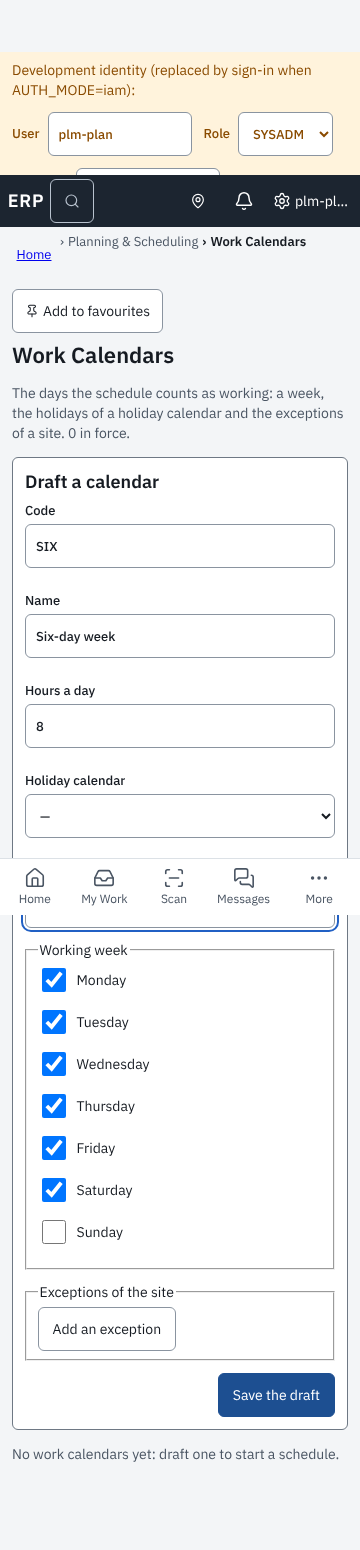 Development identity (replaced by sign-in when
AUTH_MODE=iam):
User plm-plan Role SYSADM
ERP plm-pl...
Home › Planning & Scheduling › Work Calendars
Add to favourites
Work Calendars
The days the schedule counts as working: a week,
the holidays of a holiday calendar and the exceptions
of a site. 0 in force.
Draft a calendar
Code
SIX
Name
Six-day week
Hours a day
8
Holiday calendar
—
Home My Work Scan Messages More
Working week
Monday
Tuesday
Wednesday
Thursday
Friday
Saturday
Sunday
Exceptions of the site
Add an exception
Save the draft
No work calendars yet: draft one to start a schedule.